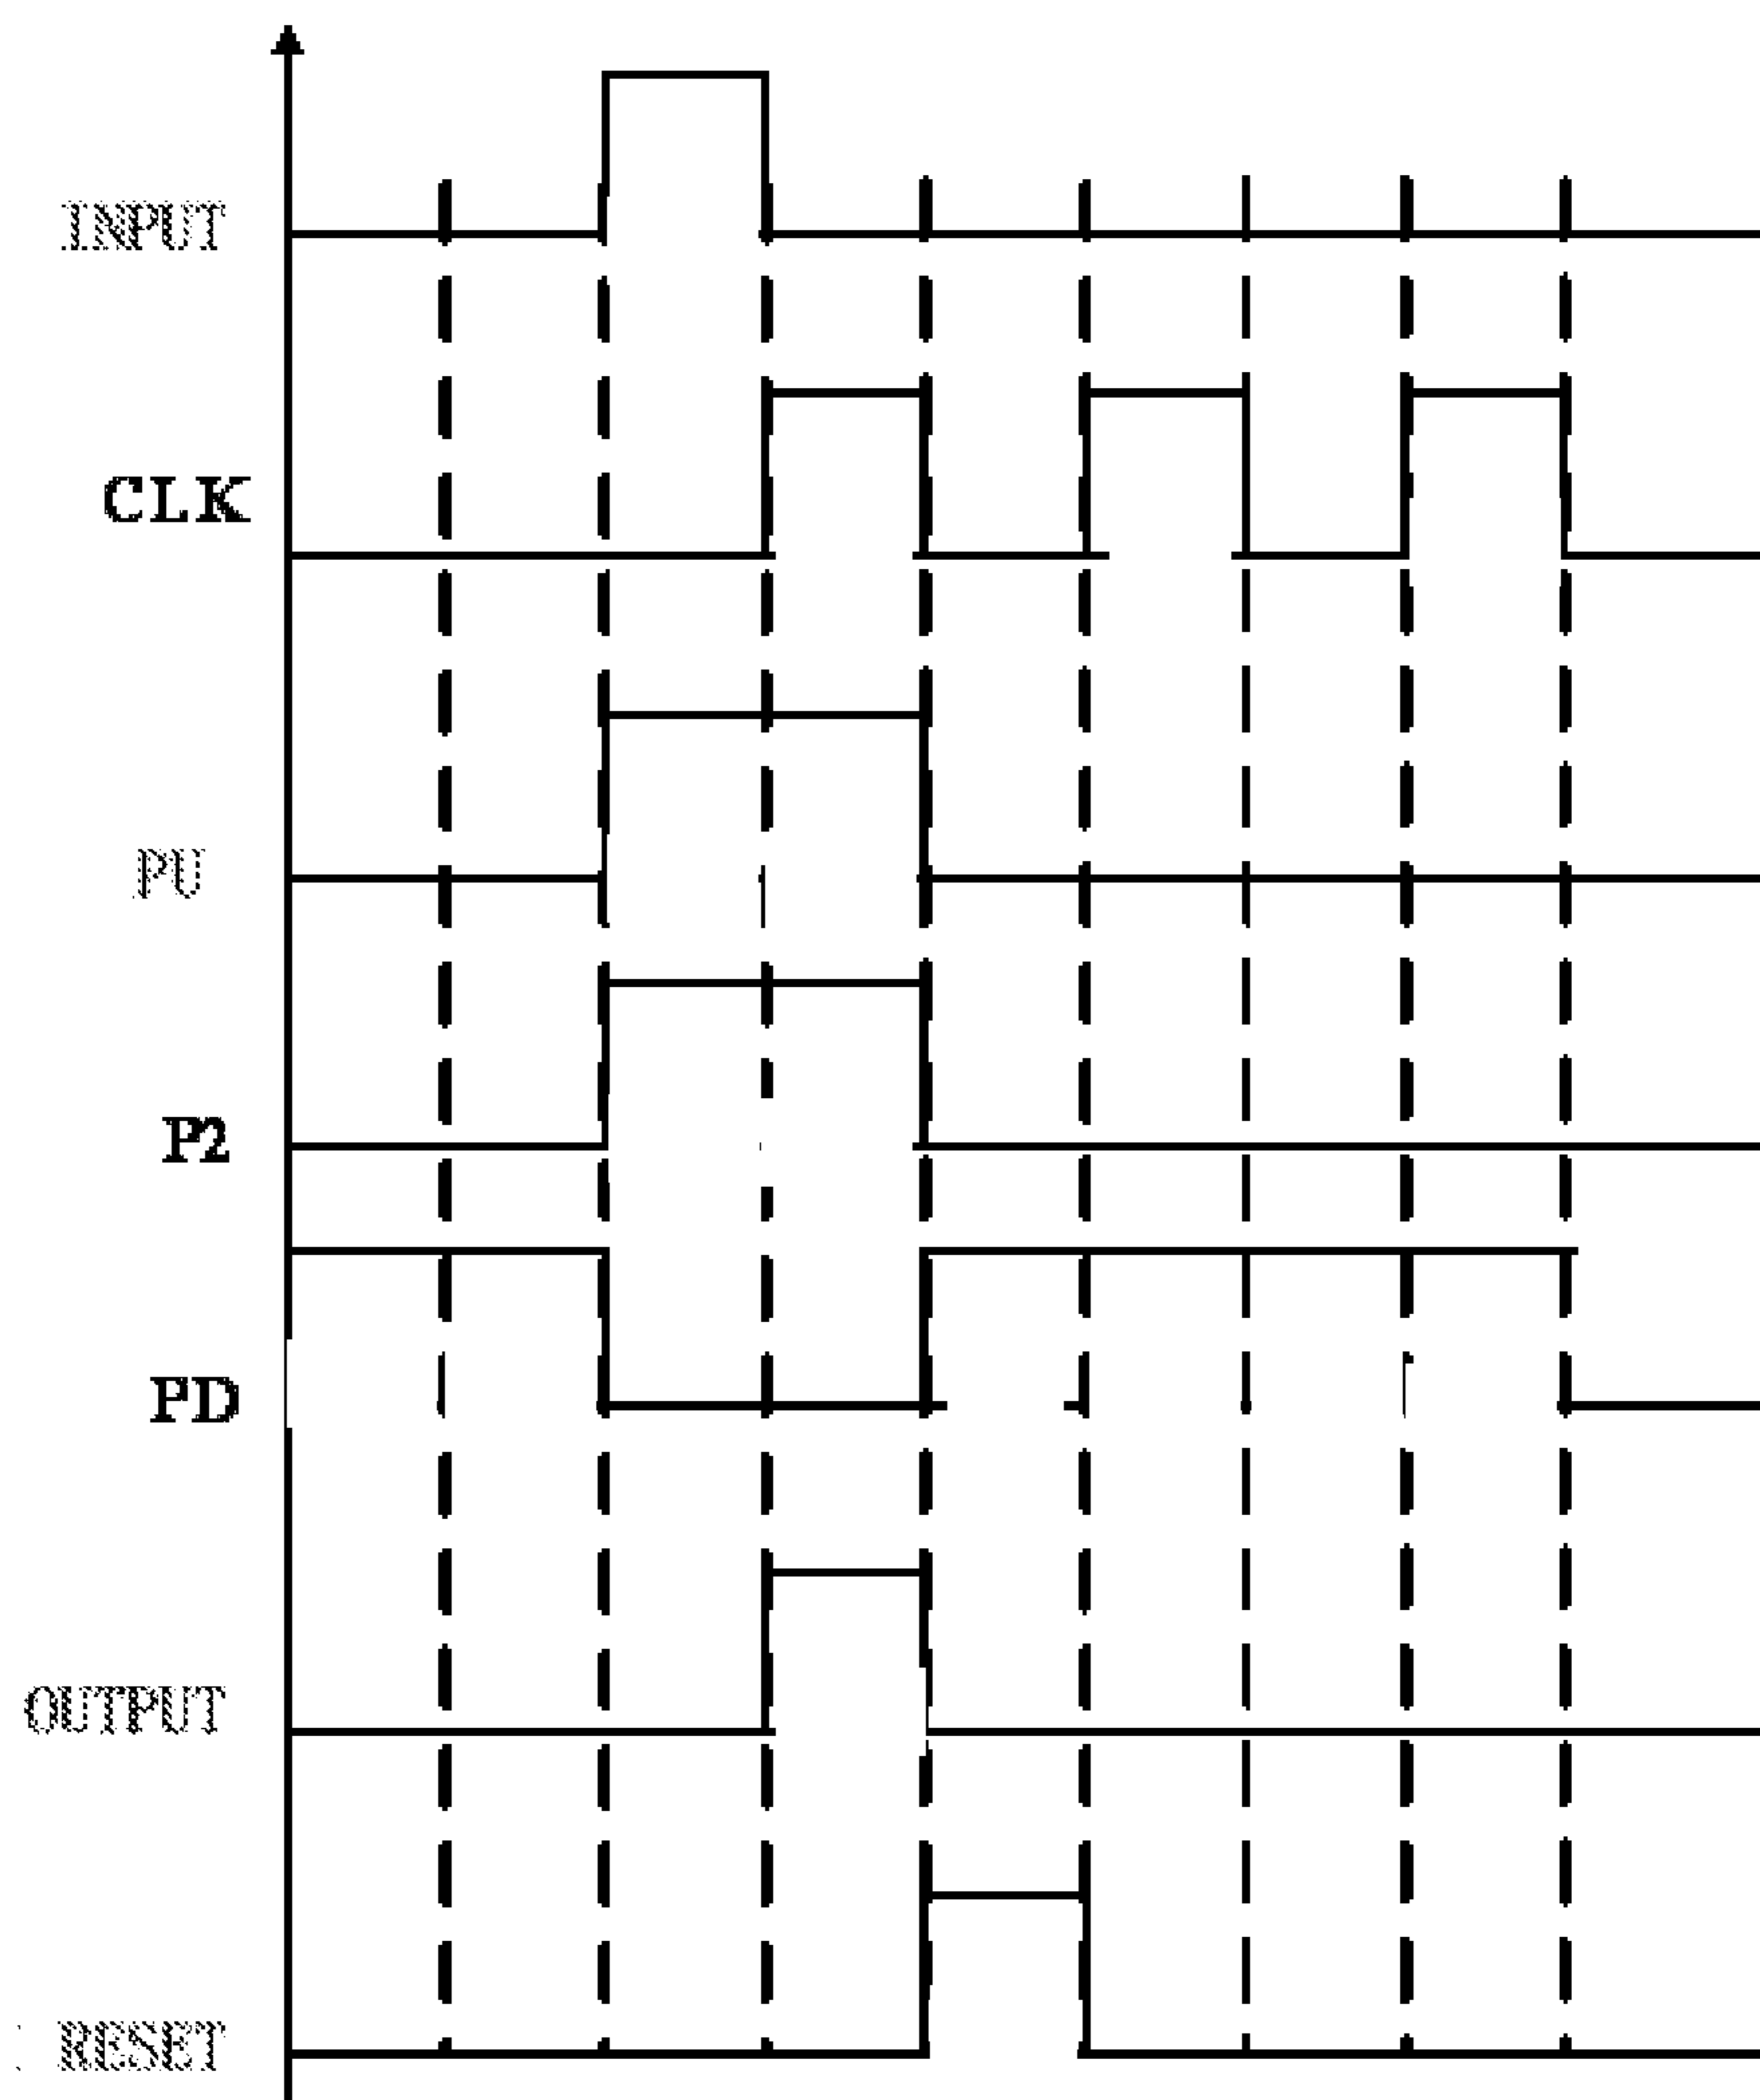 INPUT
CLK
PU
P2
PD
OUTPUT
RESET